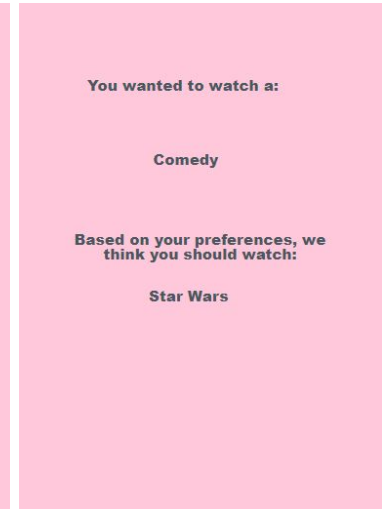 You wanted to watch a:
Comedy
Based on your preferences, we
think you should watch:
Star Wars